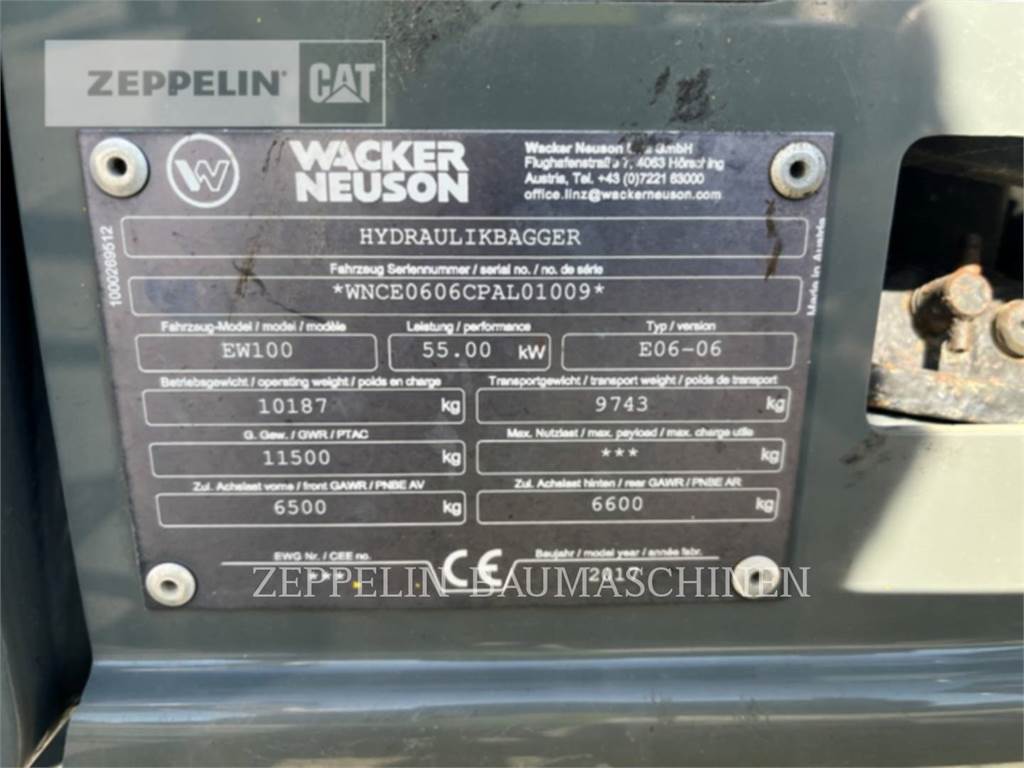 ZEPPELIN CAT
WACKER
NEUSON
Wacker Neuson GmbH
Flughafenstraße 7, 4063 Hörsching
Austria, Tel. +43 (0)7221 63000
office.linz@wackerneuson.com
HYDRAULIKBAGGER
Fahrzeug Seriennummer / serial no. / no. de série
*WNCE0606CPAL01009*
Fahrzeug-Model / model / modèle
Leistung / performance
Typ / version
EW100
55.00 kW
E06-06
Betriebsgewicht / operating weight / poids en charge
Transportgewicht / transport weight / poids de transport
10187 kg
9743 kg
G. Gew. / GWR / PTAC
Max. Nutzlast / max. payload / max. charge utile
11500 kg
*** kg
Zul. Achslast vorne / front GAWR / PNBE AV
Zul. Achslast hinten / rear GAWR / PNBE AR
6500 kg
6600 kg
EWG Nr. / CEE no.
CE
Baujahr / model year / année fabr.
***
2017
1000269512
Made in Austria
ZEPPELIN BAUMASCHINEN